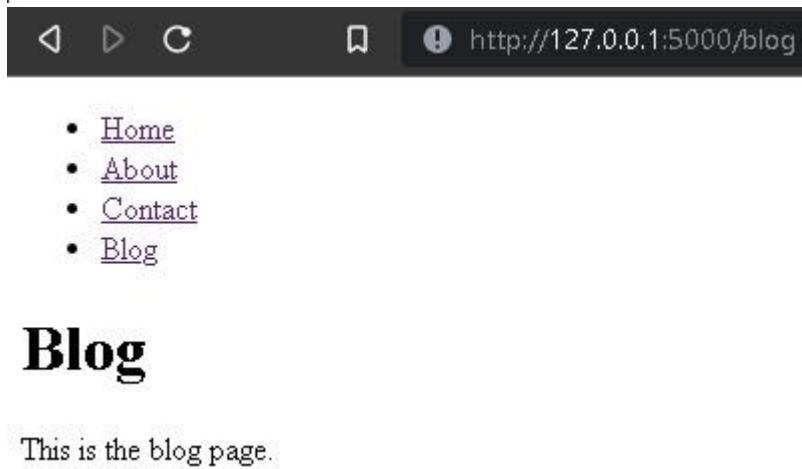 http://127.0.0.1:5000/blog
Home
About
Contact
Blog
Blog
This is the blog page.